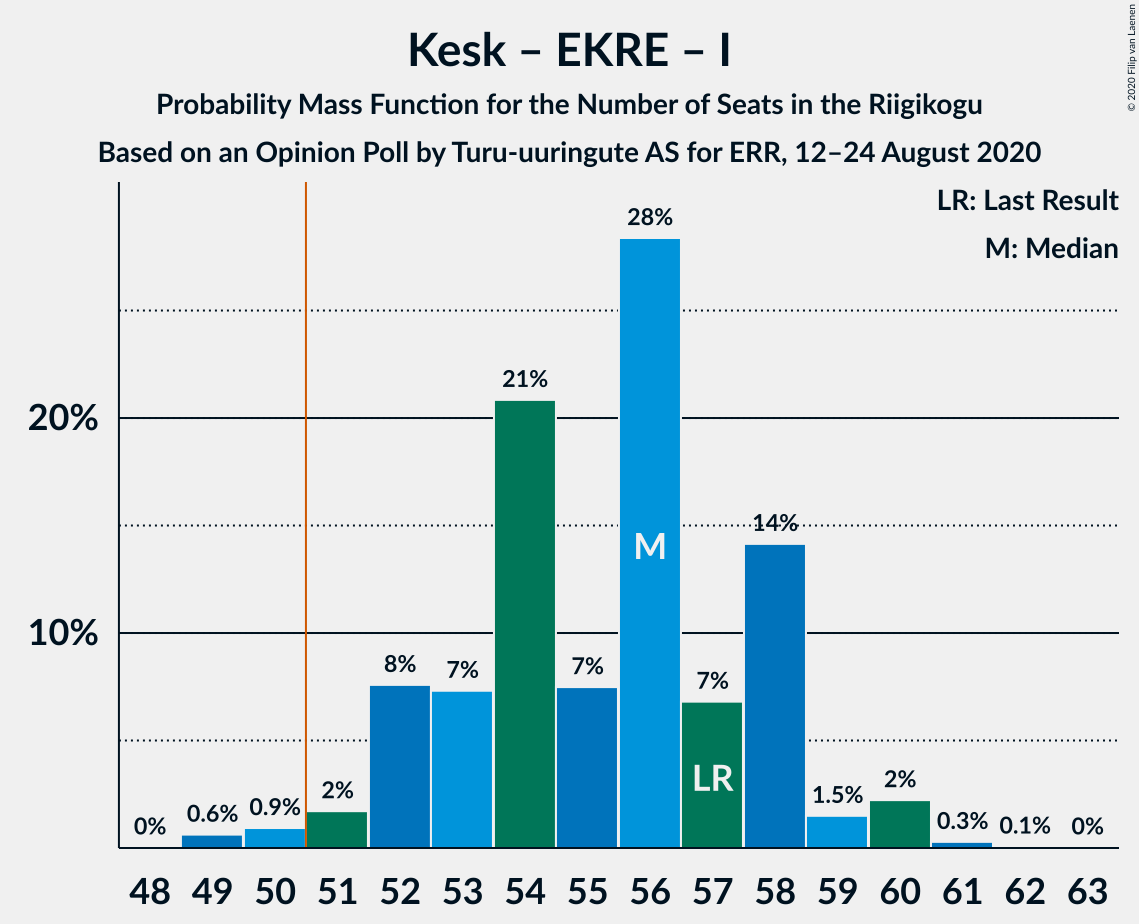 Kesk – EKRE – I
Probability Mass Function for the Number of Seats in the Riigikogu
Based on an Opinion Poll by Turu-uuringute AS for ERR, 12–24 August 2020
© 2020 Filip van Laenen
LR: Last Result
M: Median
28%
21%
20%
14%
M
10%
8%
7%
7%
7%
LR
2%
0.9%
0.6%
0%
1.5%
2%
0.3%
0.1%
0%
48 49 50 51 52 53 54 55 56 57 58 59 60 61 62 63